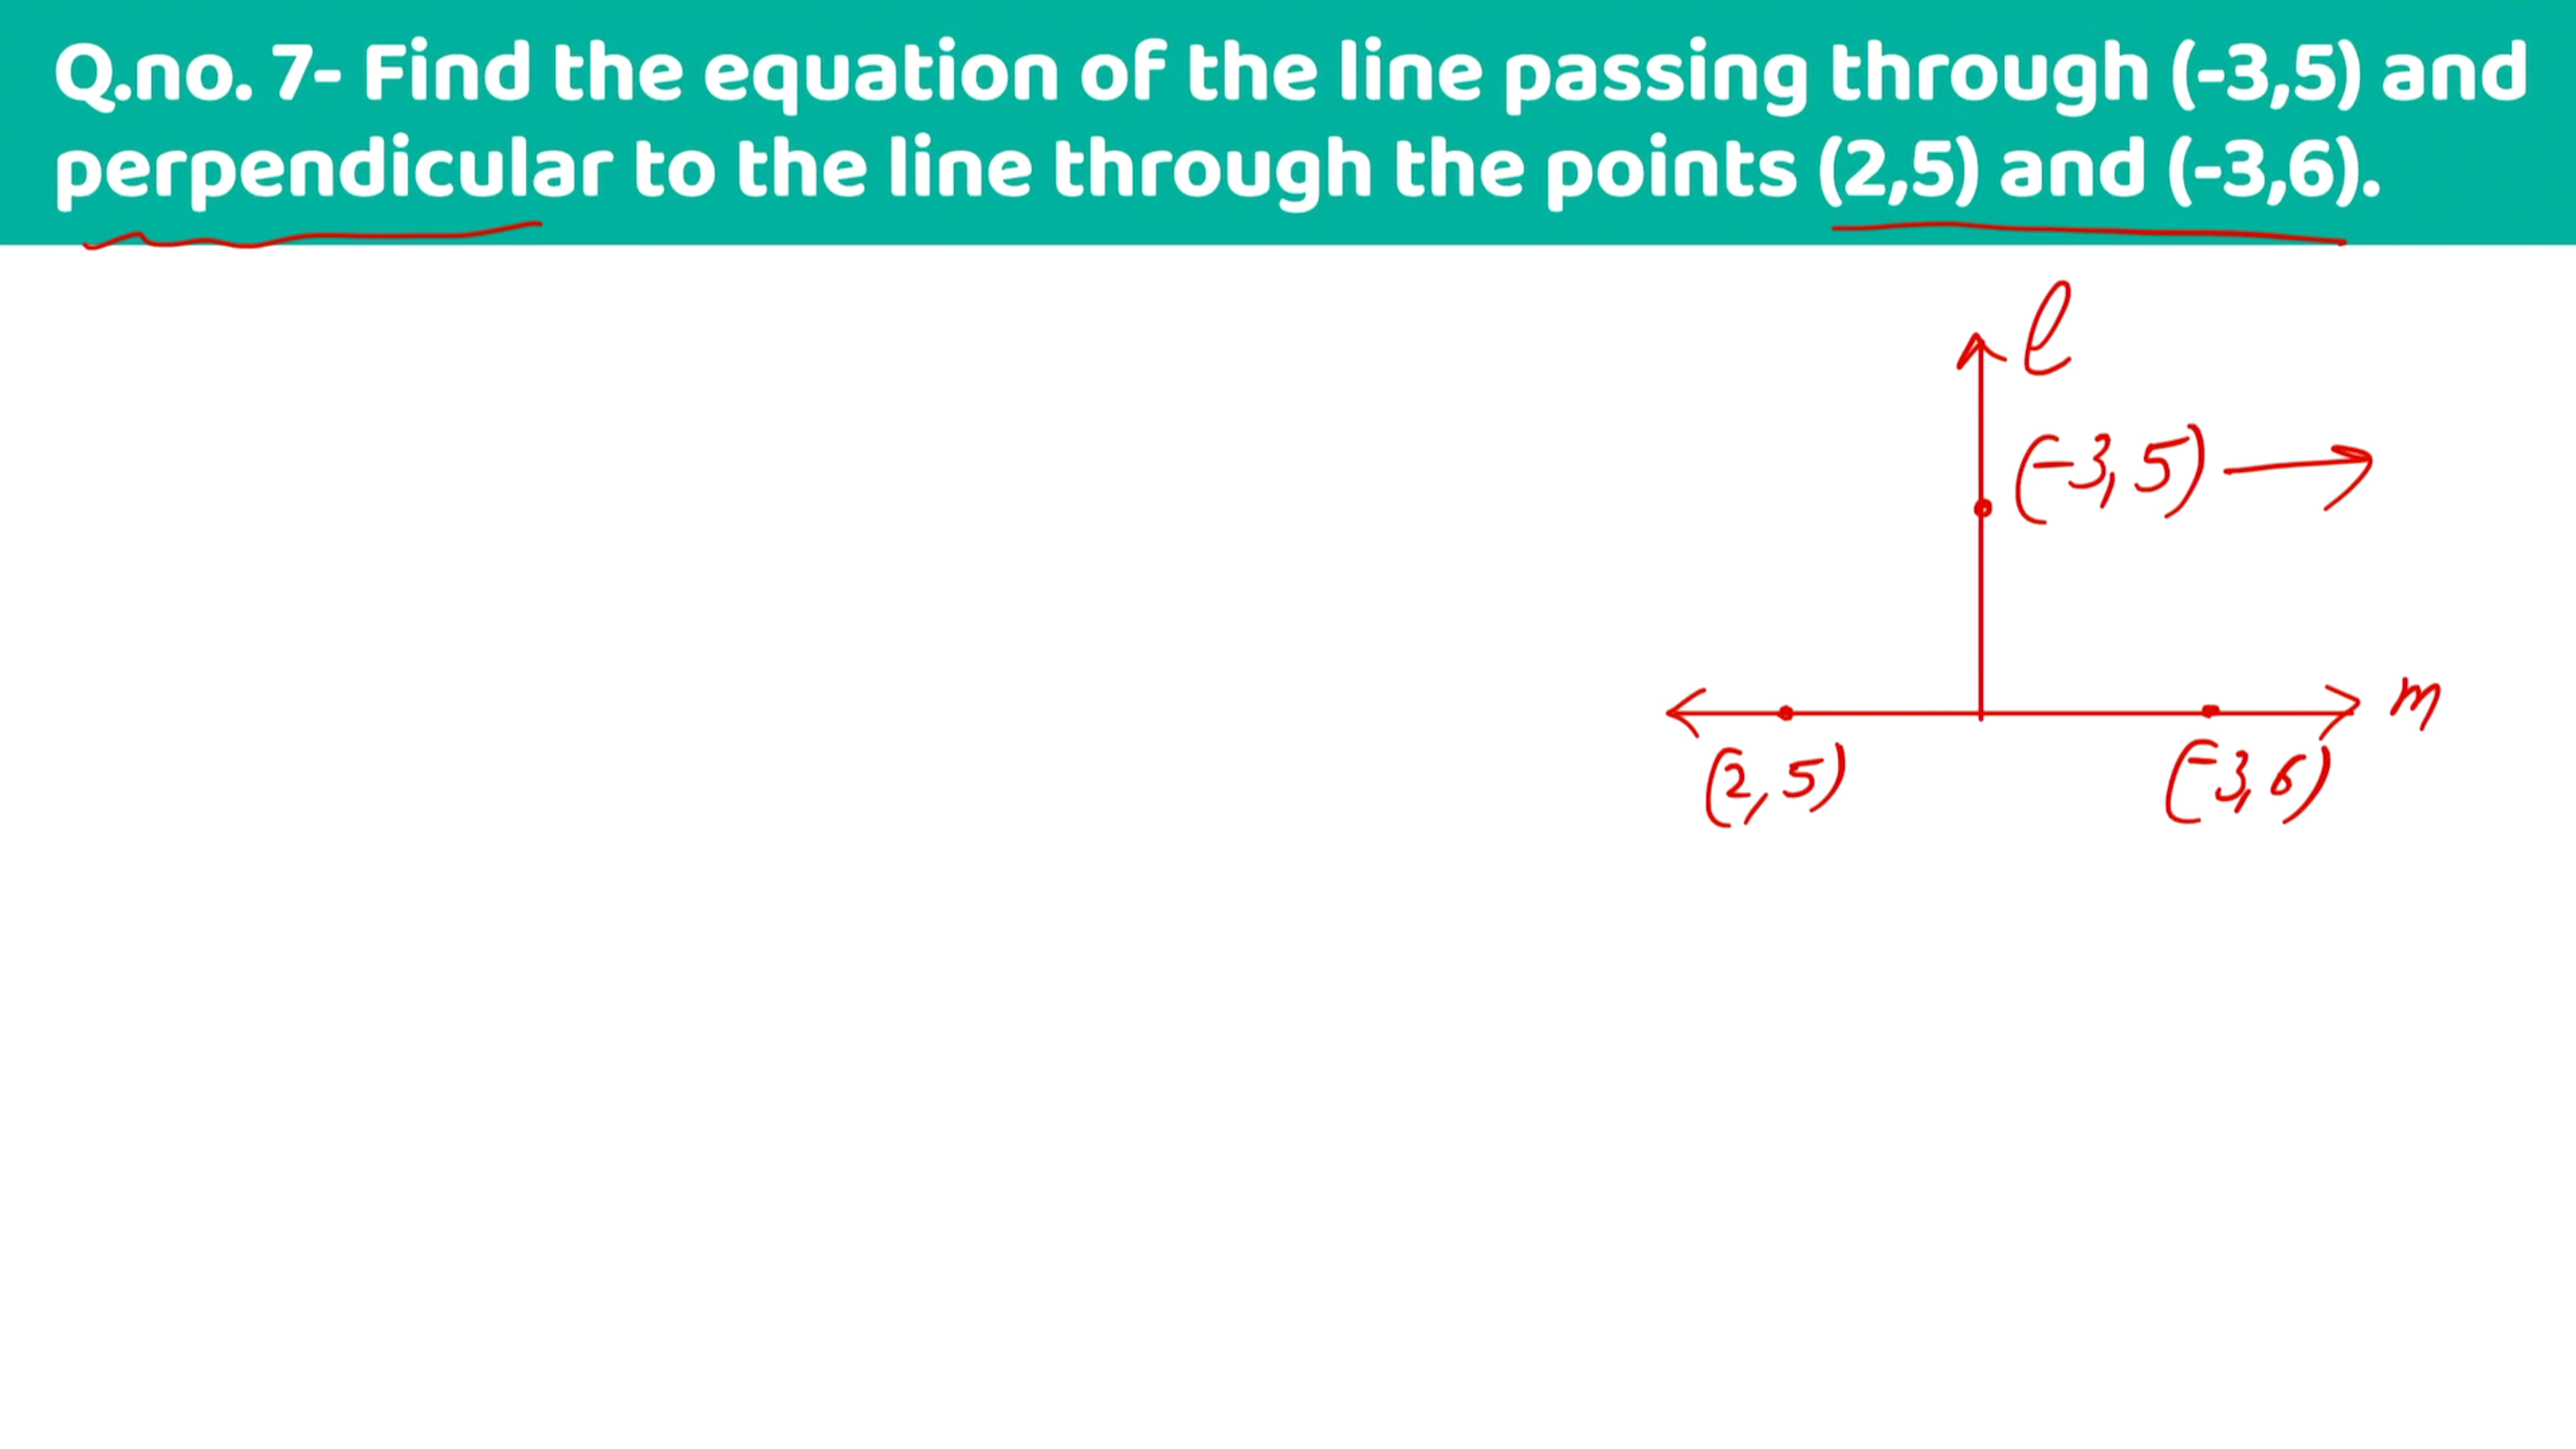 Q.no. 7- Find the equation of the line passing through (-3,5) and
perpendicular to the line through the points (2,5) and (-3,6).
l
(-3,5)
m
(2,5)
(-3,6)